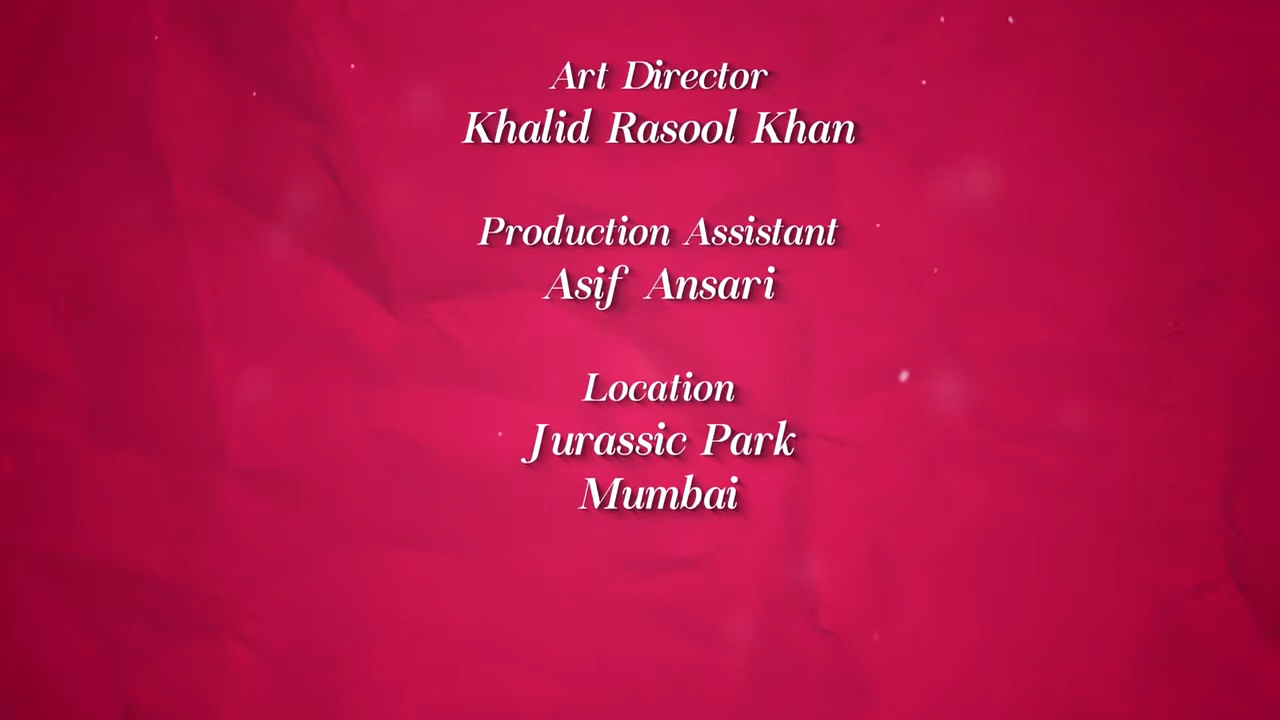 Art Director
Khalid Rasool Khan
Production Assistant
Asif Ansari
Location
Jurassic Park
Mumbai